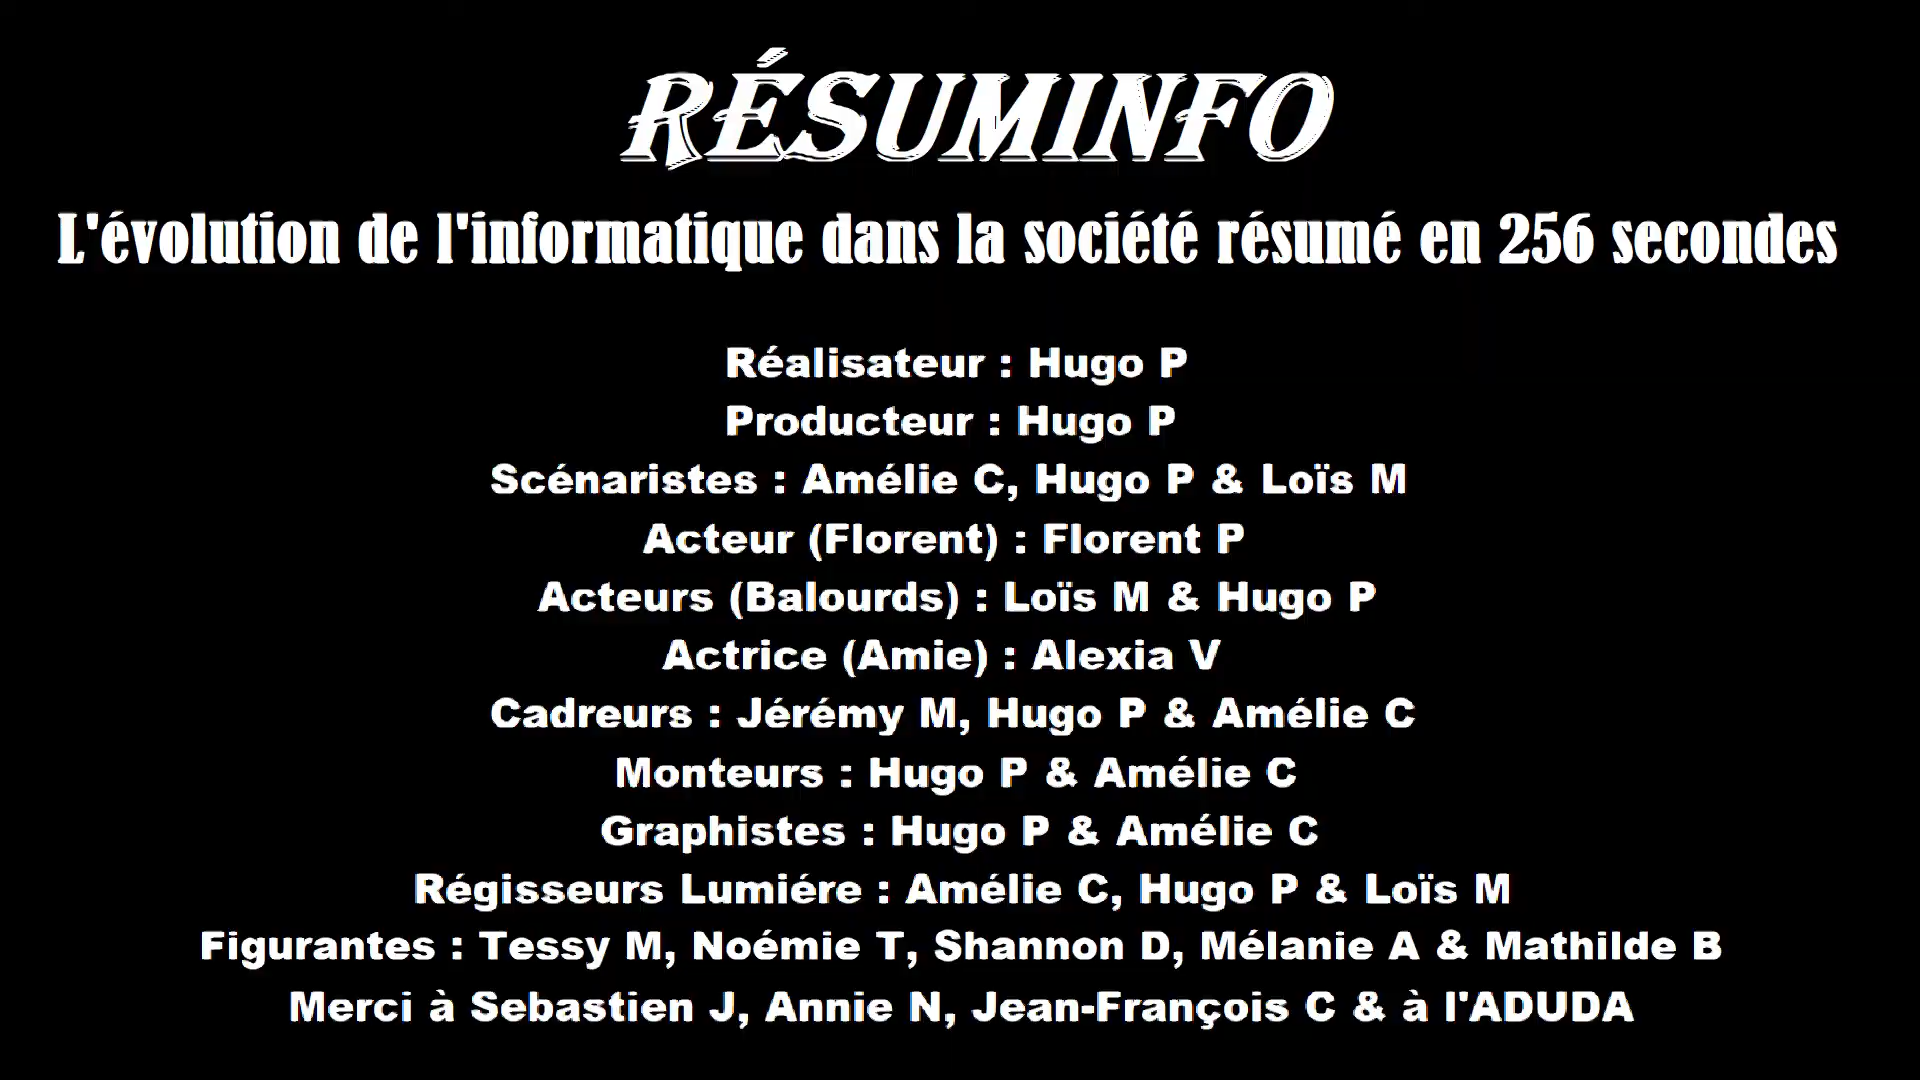 RÉSUMINFO
L'évolution de l'informatique dans la société résumé en 256 secondes
Réalisateur : Hugo P
Producteur : Hugo P
Scénaristes : Amélie C, Hugo P & Loïs M
Acteur (Florent) : Florent P
Acteurs (Balourds) : Loïs M & Hugo P
Actrice (Amie) : Alexia V
Cadreurs : Jérémy M, Hugo P & Amélie C
Monteurs : Hugo P & Amélie C
Graphistes : Hugo P & Amélie C
Régisseurs Lumiére : Amélie C, Hugo P & Loïs M
Figurantes : Tessy M, Noémie T, Shannon D, Mélanie A & Mathilde B
Merci à Sebastien J, Annie N, Jean-François C & à l'ADUDA